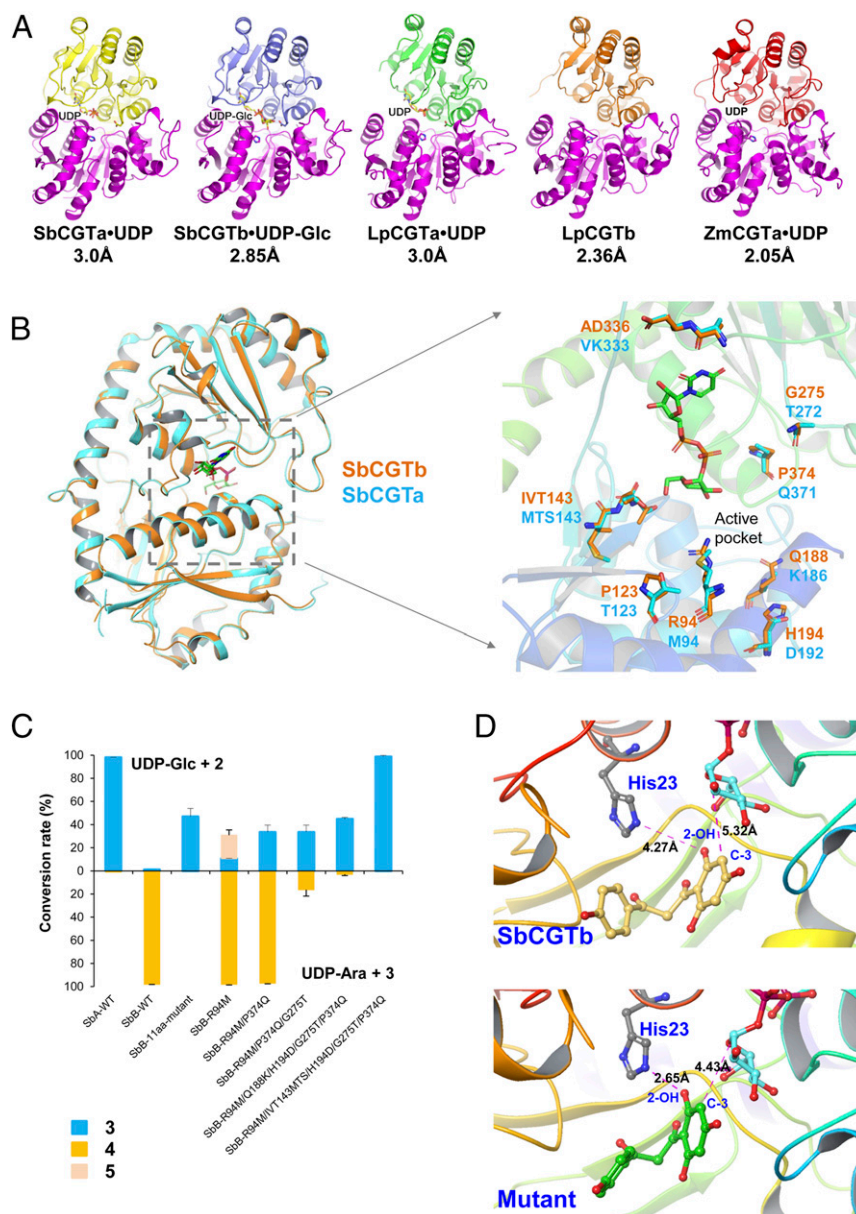 A
UDP
UDP-Glc
UDP
UDP
SbCGTa•UDP
3.0Å
SbCGTb•UDP-Glc
2.85Å
LpCGTa•UDP
3.0Å
LpCGTb
2.36Å
ZmCGTa•UDP
2.05Å
B
SbCGTb
SbCGTa
AD336
VK333
G275
T272
P374
Q371
IVT143
MTS143
Active
pocket
Q188
K186
P123
T123
R94
M94
H194
D192
C
UDP-Glc + 2
UDP-Ara + 3
Conversion rate (%)
100
80
60
40
20
0
20
40
60
80
100
SbA-WT
SbB-WT
SbB-11aa-mutant
SbB-R94M
SbB-R94M/P374Q
SbB-R94M/P374Q/G275T
SbB-R94M/Q188K/H194D/G275T/P374Q
SbB-R94M/IVT143MTS/H194D/G275T/P374Q
3
4
5
D
His23
5.32Å
2-OH
4.27Å
C-3
SbCGTb
His23
4.43Å
2.65Å
2-OH
C-3
Mutant